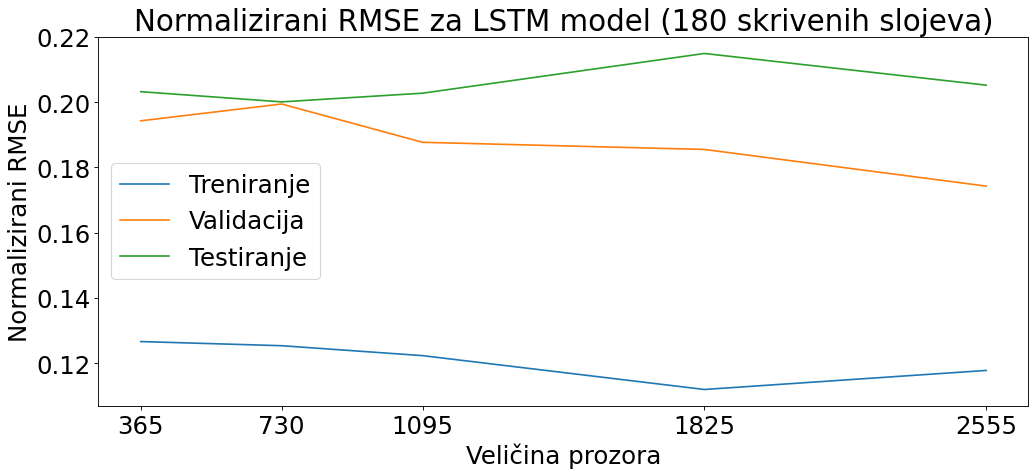 Normalizirani RMSE za LSTM model (180 skrivenih slojeva)
Normalizirani RMSE
0.22
0.20
0.18
0.16
0.14
0.12
Treniranje
Validacija
Testiranje
365 730 1095 1825 2555
Veličina prozora